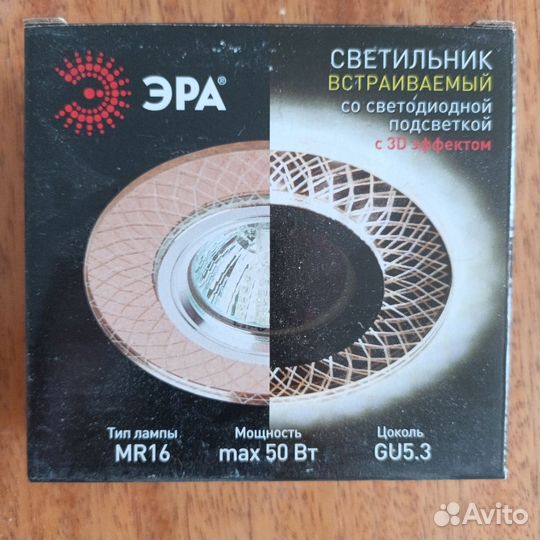 ЭРА®
СВЕТИЛЬНИК
ВСТРАИВАЕМЫЙ
со светодиодной
подсветкой
с 3D эффектом
Тип лампы
MR16
Мощность
max 50 Вт
Цоколь
GU5.3
Avito